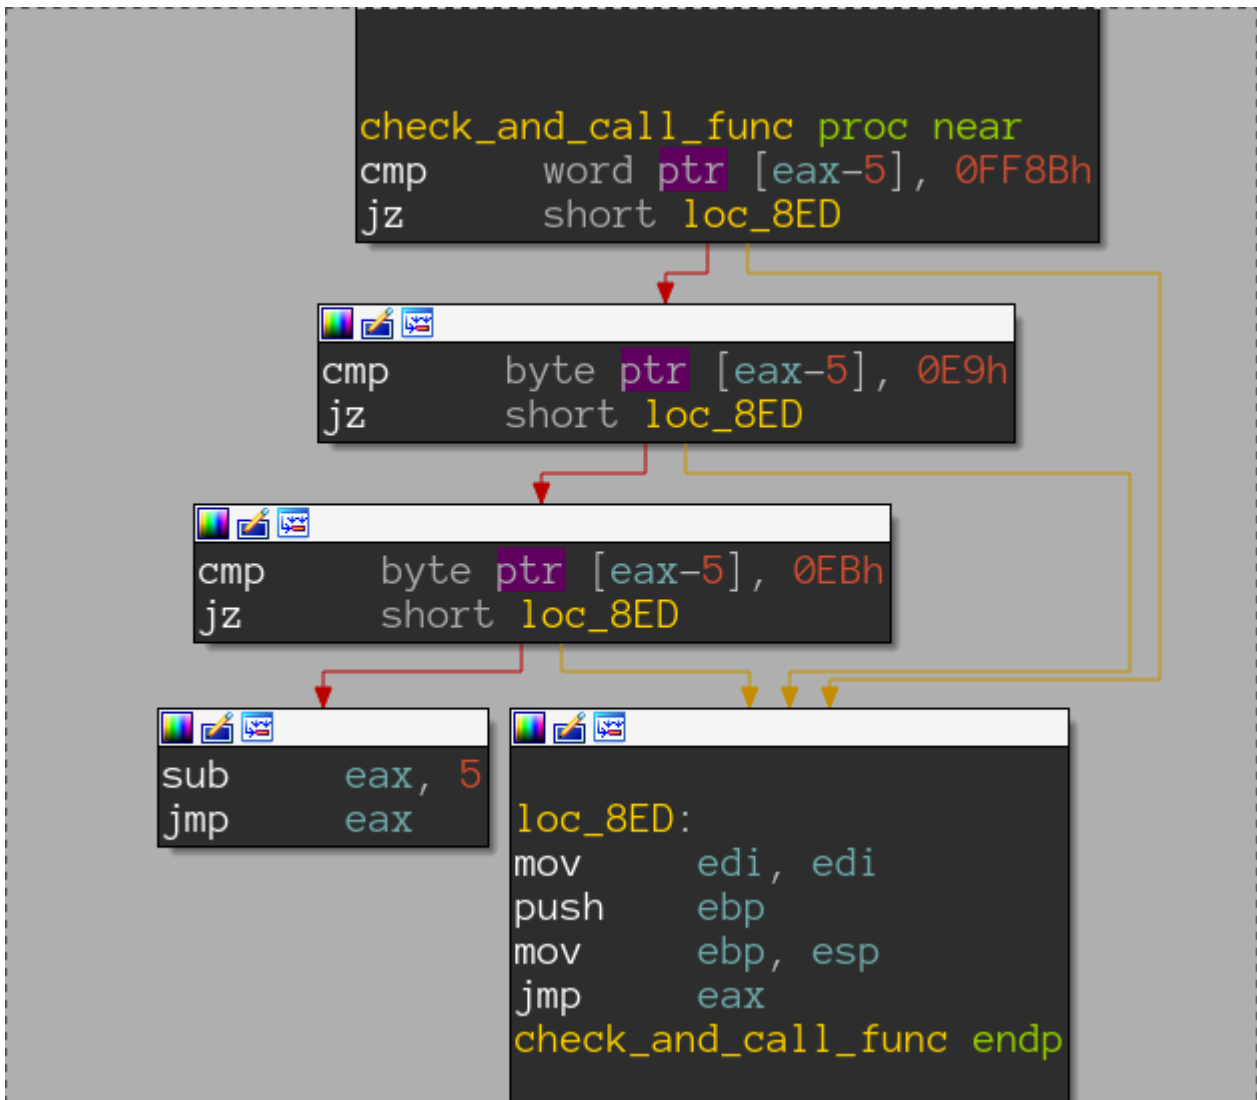 check_and_call_func proc near
cmp word ptr [eax-5], 0FF8Bh
jz short loc_8ED
cmp byte ptr [eax-5], 0E9h
jz short loc_8ED
cmp byte ptr [eax-5], 0EBh
jz short loc_8ED
sub eax, 5
jmp eax
loc_8ED:
mov edi, edi
push ebp
mov ebp, esp
jmp eax
check_and_call_func endp